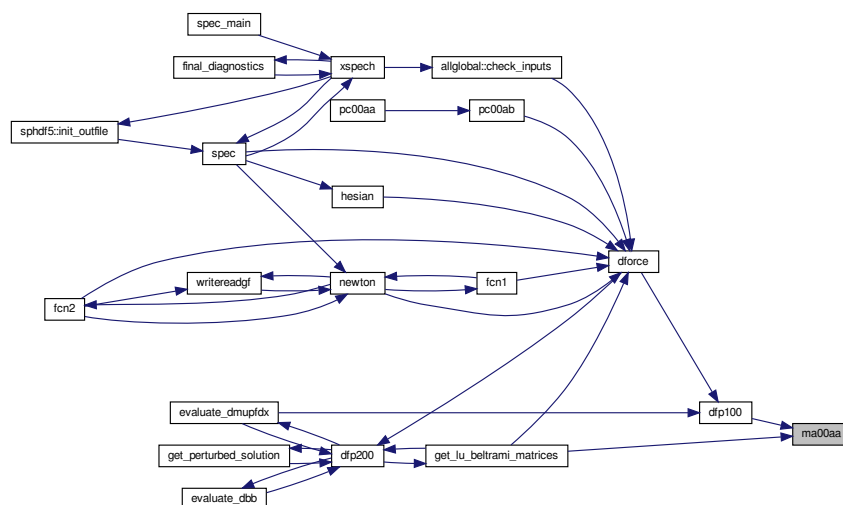 spec_main
final_diagnostics
xspech
allglobal::check_inputs
pc00aa
pc00ab
sphdf5::init_outfile
spec
hesian
dforce
writereadgf
newton
fcn1
fcn2
evaluate_dmupfdx
dfp100
ma00aa
get_perturbed_solution
dfp200
get_lu_beltrami_matrices
evaluate_dbb